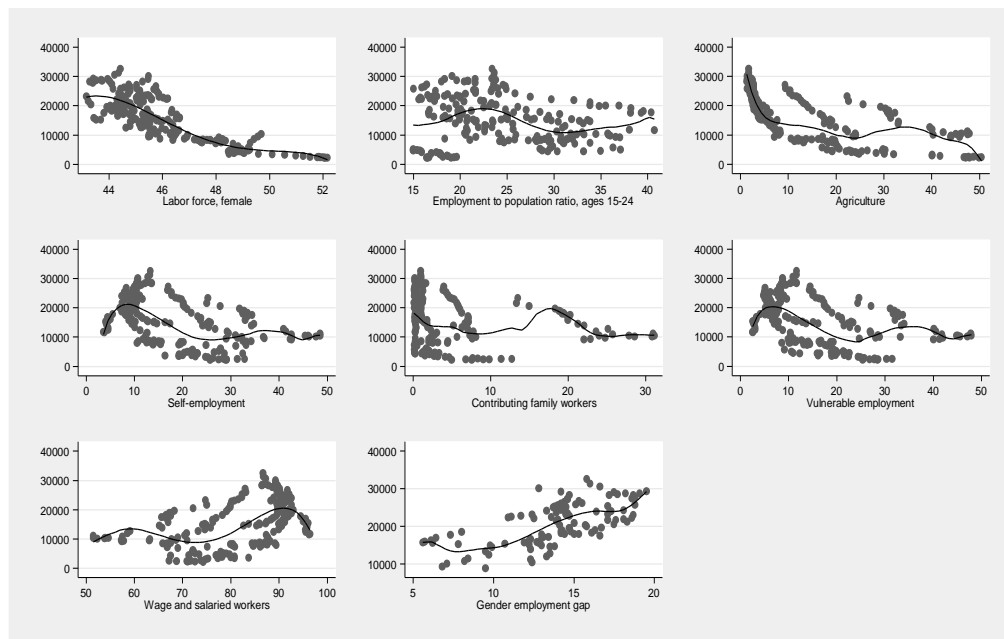 40000
30000
20000
10000
0
44 46 48 50 52
Labor force, female
40000
30000
20000
10000
0
15 20 25 30 35 40
Employment to population ratio, ages 15-24
40000
30000
20000
10000
0
0 10 20 30 40 50
Agriculture
40000
30000
20000
10000
0
0 10 20 30 40 50
Self-employment
40000
30000
20000
10000
0
0 10 20 30
Contributing family workers
40000
30000
20000
10000
0
0 10 20 30 40 50
Vulnerable employment
40000
30000
20000
10000
0
50 60 70 80 90 100
Wage and salaried workers
40000
30000
20000
10000
5 10 15 20
Gender employment gap